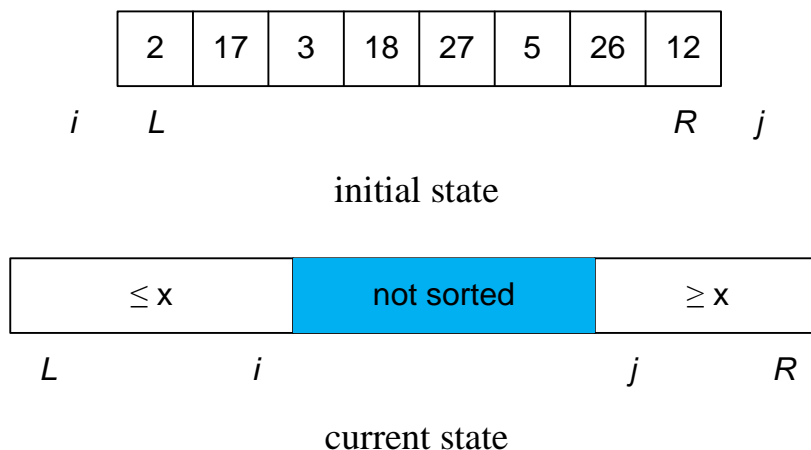 2 17 3 18 27 5 26 12
i L R j
initial state
≤ x not sorted ≥ x
L i j R
current state